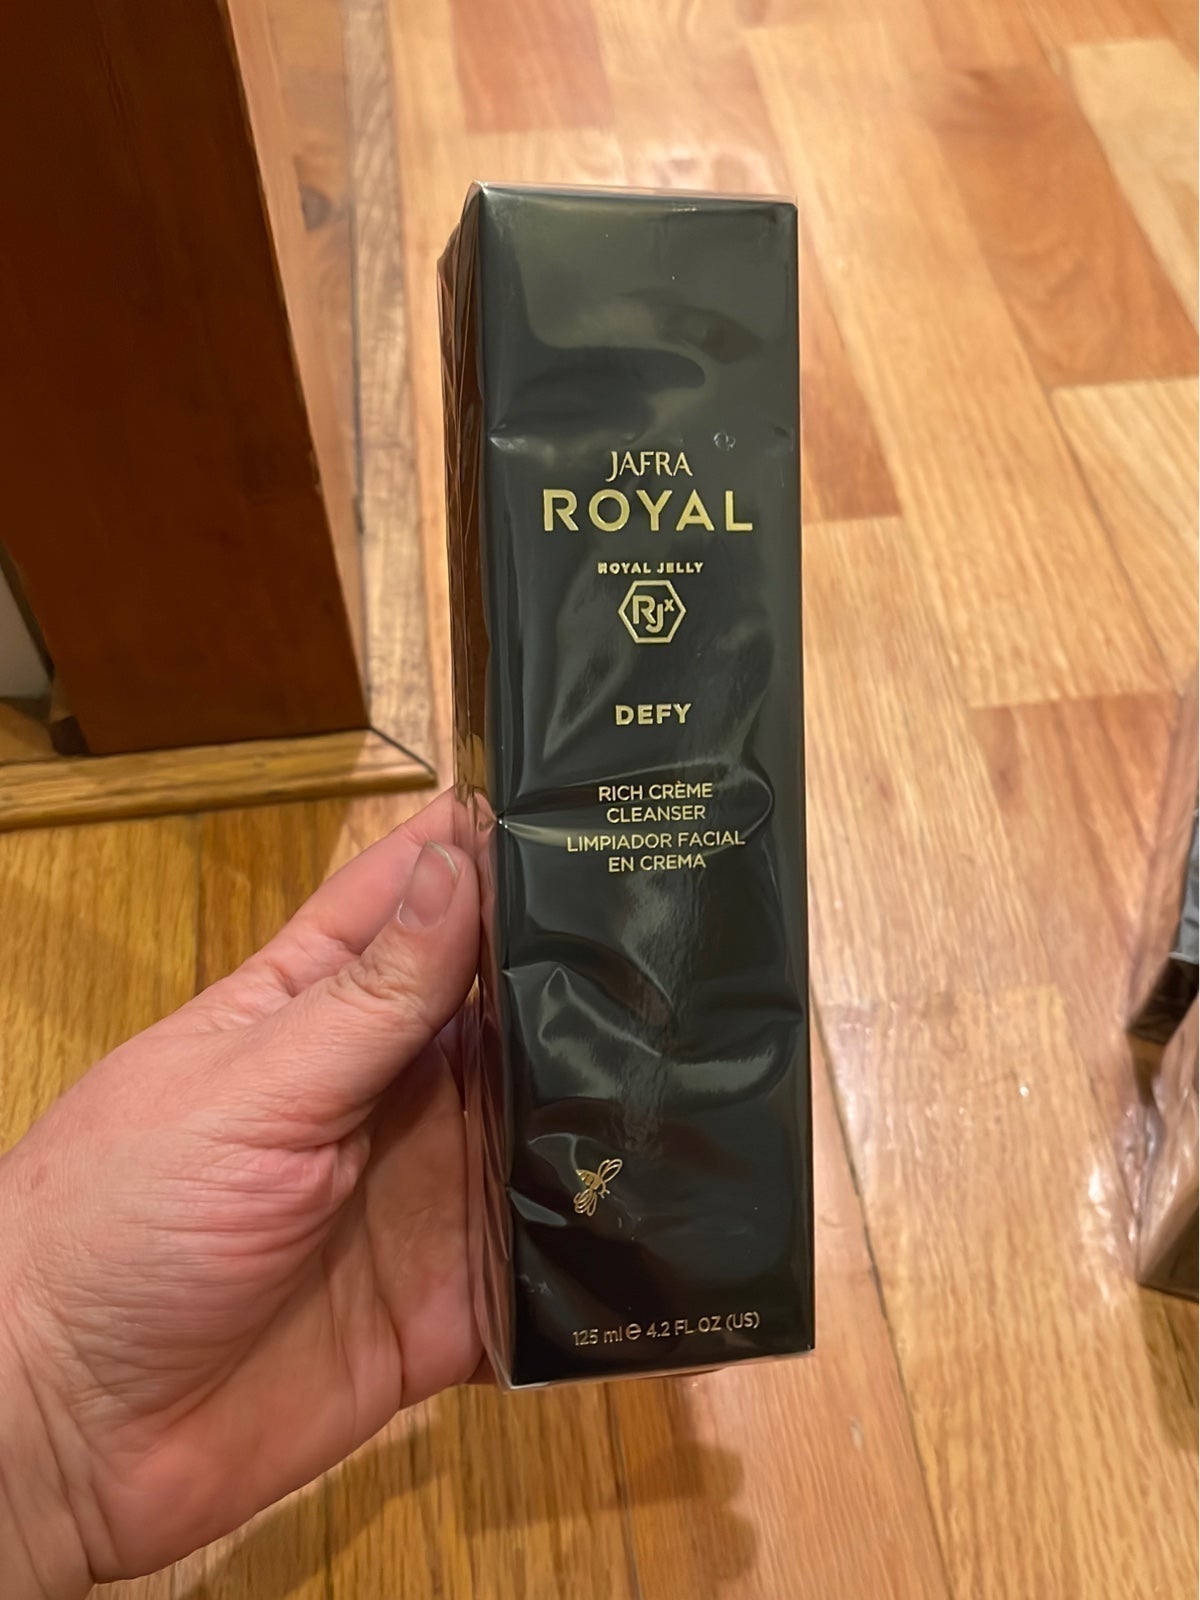 JAFRA
ROYAL
ROYAL JELLY
RJx
DEFY
RICH CRÈME
CLEANSER
LIMPIADOR FACIAL
EN CREMA
125 ml e 4.2 FL OZ (US)